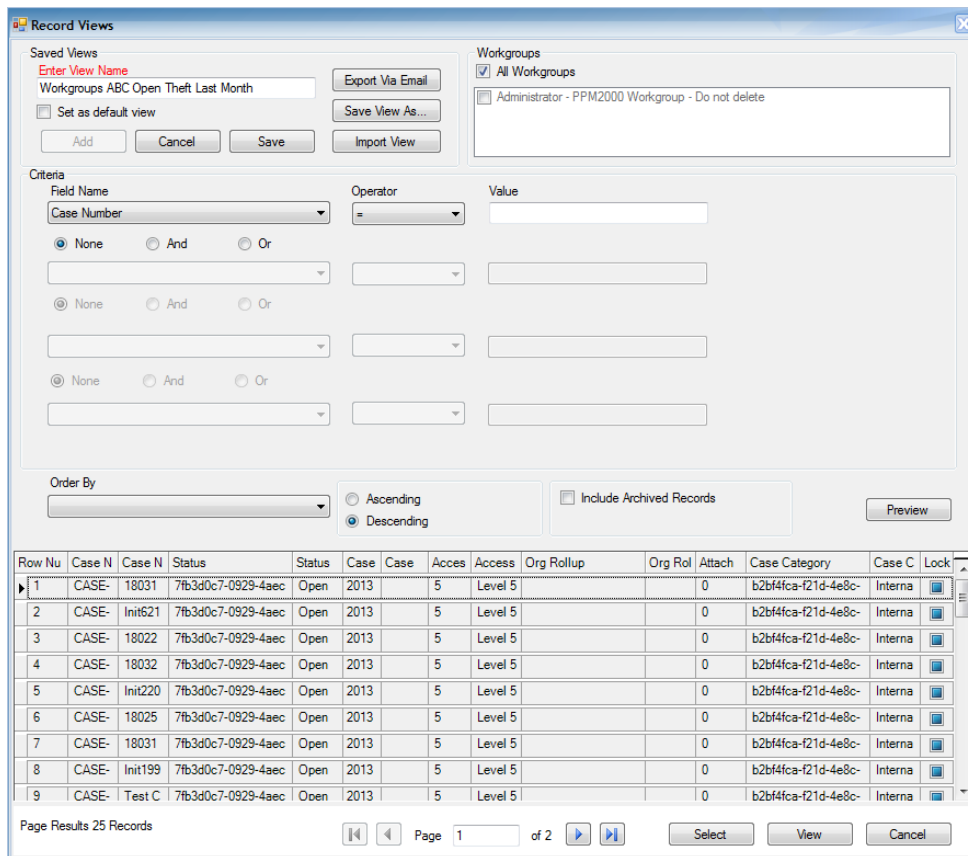 Record Views
Saved Views
Enter View Name
Workgroups ABC Open Theft Last Month
Set as default view
Add Cancel Save
Export Via Email
Save View As...
Import View
Workgroups
All Workgroups
Administrator - PPM2000 Workgroup - Do not delete
Criteria
Field Name Operator Value
Case Number =
None And Or
None And Or
None And Or
Order By
Ascending
Descending
Include Archived Records
Preview
Row Nu Case N Case N Status Status Case Case Acces Access Org Rollup Org Rol Attach Case Category Case C Lock
1 CASE- 18031 7fb3d0c7-0929-4aec Open 2013 5 Level 5 0 b2bf4fca-f21d-4e8c- Interna
2 CASE- Init621 7fb3d0c7-0929-4aec Open 2013 5 Level 5 0 b2bf4fca-f21d-4e8c- Interna
3 CASE- 18022 7fb3d0c7-0929-4aec Open 2013 5 Level 5 0 b2bf4fca-f21d-4e8c- Interna
4 CASE- 18032 7fb3d0c7-0929-4aec Open 2013 5 Level 5 0 b2bf4fca-f21d-4e8c- Interna
5 CASE- Init220 7fb3d0c7-0929-4aec Open 2013 5 Level 5 0 b2bf4fca-f21d-4e8c- Interna
6 CASE- 18025 7fb3d0c7-0929-4aec Open 2013 5 Level 5 0 b2bf4fca-f21d-4e8c- Interna
7 CASE- 18031 7fb3d0c7-0929-4aec Open 2013 5 Level 5 0 b2bf4fca-f21d-4e8c- Interna
8 CASE- Init199 7fb3d0c7-0929-4aec Open 2013 5 Level 5 0 b2bf4fca-f21d-4e8c- Interna
9 CASE- Test C 7fb3d0c7-0929-4aec Open 2013 5 Level 5 0 b2bf4fca-f21d-4e8c- Interna
Page Results 25 Records
Page 1 of 2
Select View Cancel